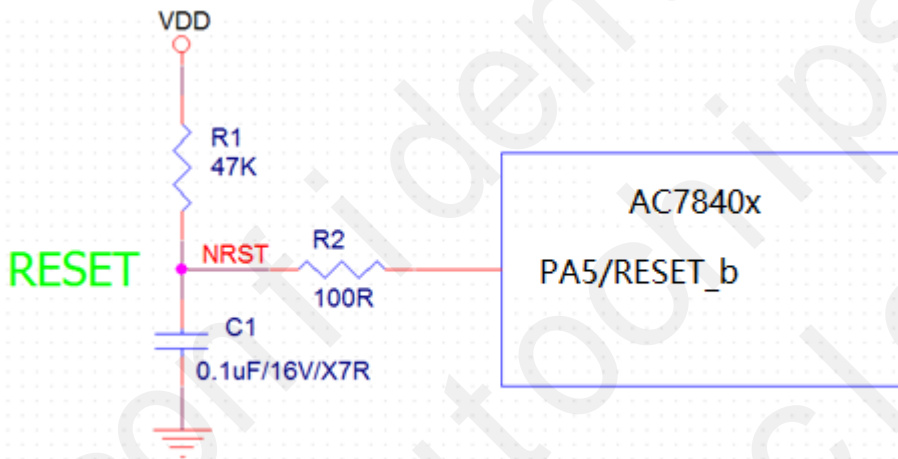 VDD
R1
47K
AC7840x
RESET
NRST
R2
PA5/RESET_b
100R
C1
0.1uF/16V/X7R